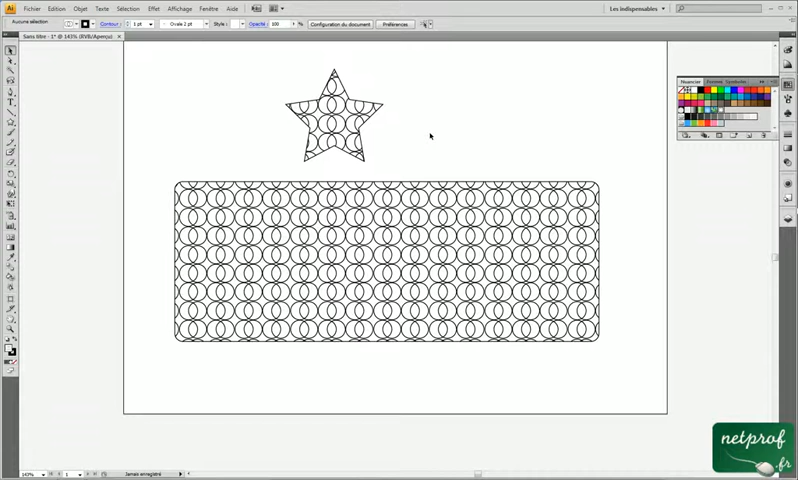 Ai Fichier Edition Objet Texte Sélection Effet Affichage Fenêtre Aide Les indispensables
Aucune sélection Contour : 1 pt Ovale 2 pt Style : Opacité : 100 % Configuration du document Préférences
Sans titre - 1* @ 143% (RVB/Aperçu)
Nuancier Formes Symboles
143% 1 Jamais enregistré
netprof
.fr